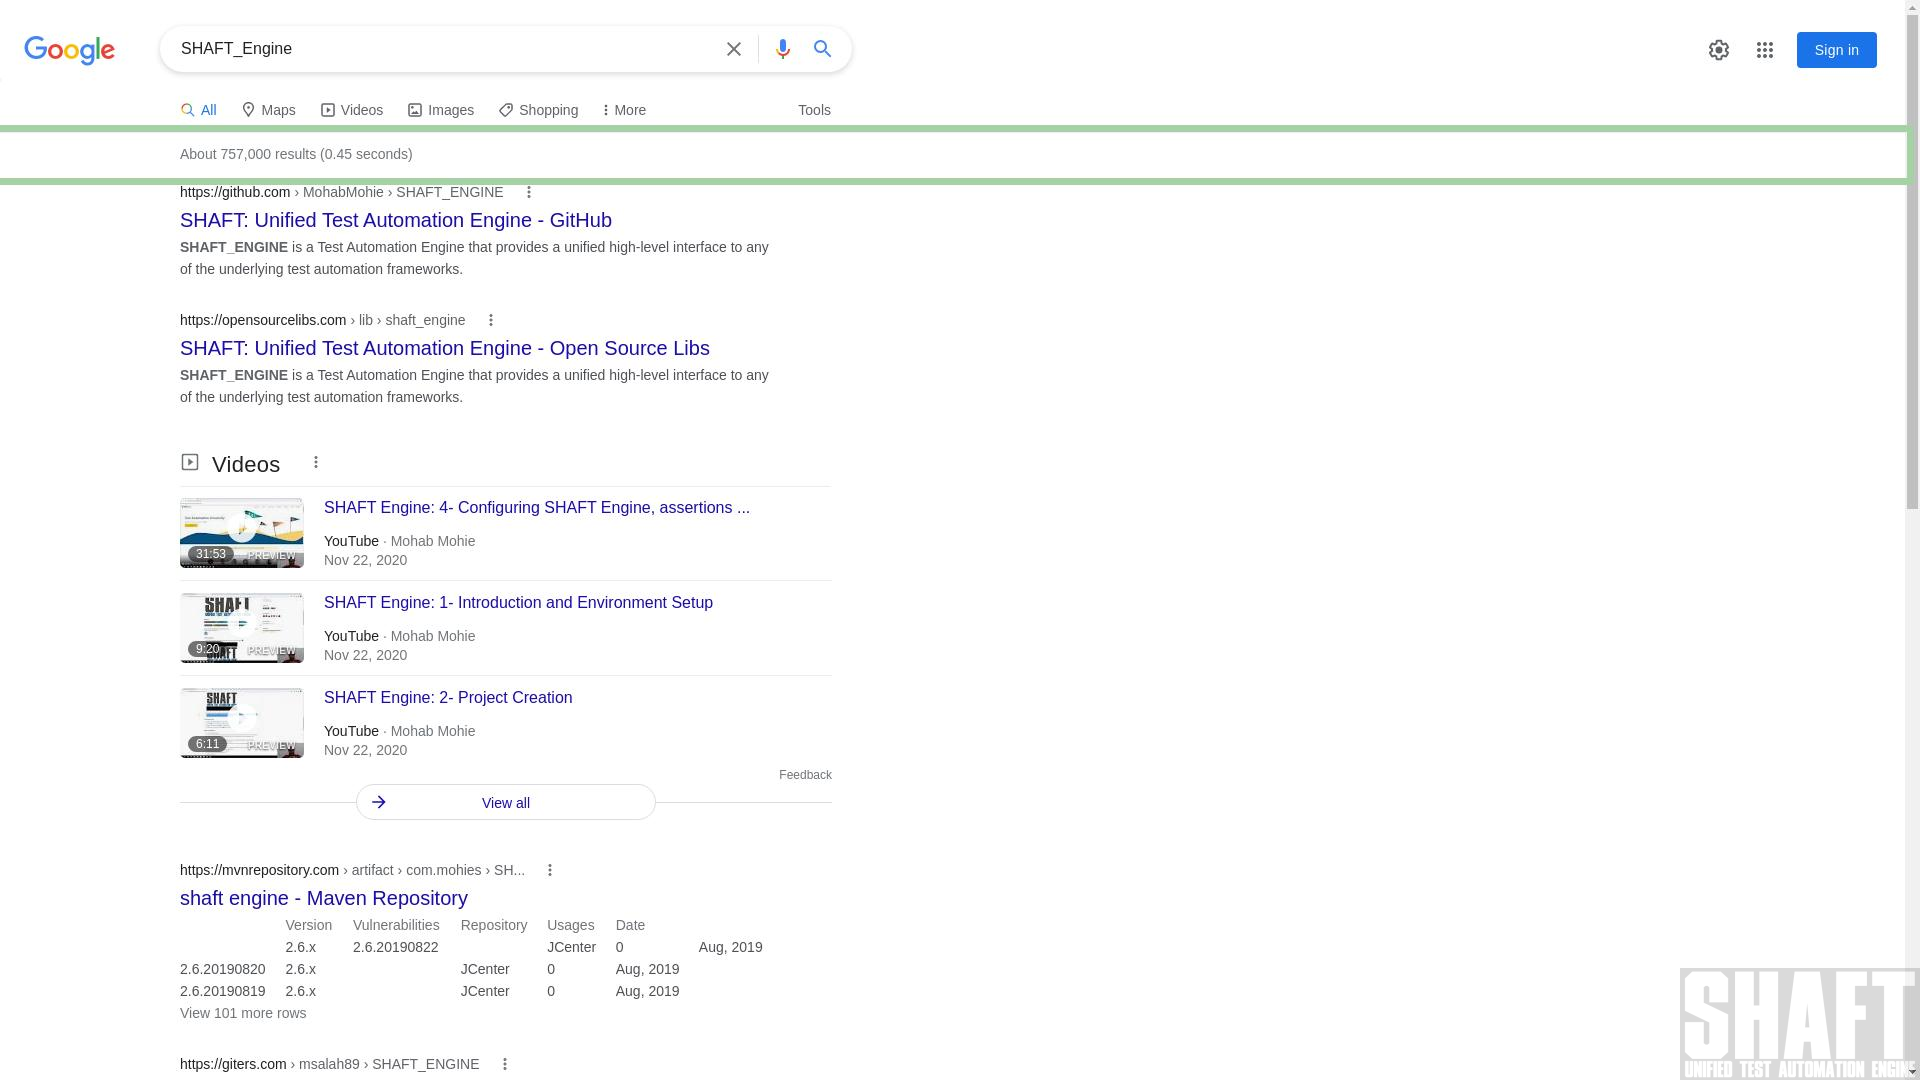 Google
SHAFT_Engine
Sign in
All Maps Videos Images Shopping More Tools
About 757,000 results (0.45 seconds)
https://github.com › MohabMohie › SHAFT_ENGINE
SHAFT: Unified Test Automation Engine - GitHub
SHAFT_ENGINE is a Test Automation Engine that provides a unified high-level interface to any
of the underlying test automation frameworks.
https://opensourcelibs.com › lib › shaft_engine
SHAFT: Unified Test Automation Engine - Open Source Libs
SHAFT_ENGINE is a Test Automation Engine that provides a unified high-level interface to any
of the underlying test automation frameworks.
Videos
SHAFT Engine: 4- Configuring SHAFT Engine, assertions ...
31:53 PREVIEW
YouTube · Mohab Mohie
Nov 22, 2020
SHAFT Engine: 1- Introduction and Environment Setup
SHAFT
9:20 PREVIEW
YouTube · Mohab Mohie
Nov 22, 2020
SHAFT Engine: 2- Project Creation
SHAFT
6:11 PREVIEW
YouTube · Mohab Mohie
Nov 22, 2020
Feedback
View all
https://mvnrepository.com › artifact › com.mohies › SH...
shaft engine - Maven Repository
Version Vulnerabilities Repository Usages Date
2.6.x 2.6.20190822 JCenter 0 Aug, 2019
2.6.20190820 2.6.x JCenter 0 Aug, 2019
2.6.20190819 2.6.x JCenter 0 Aug, 2019
View 101 more rows
https://giters.com › msalah89 › SHAFT_ENGINE
SHAFT
UNIFIED TEST AUTOMATION ENGINE